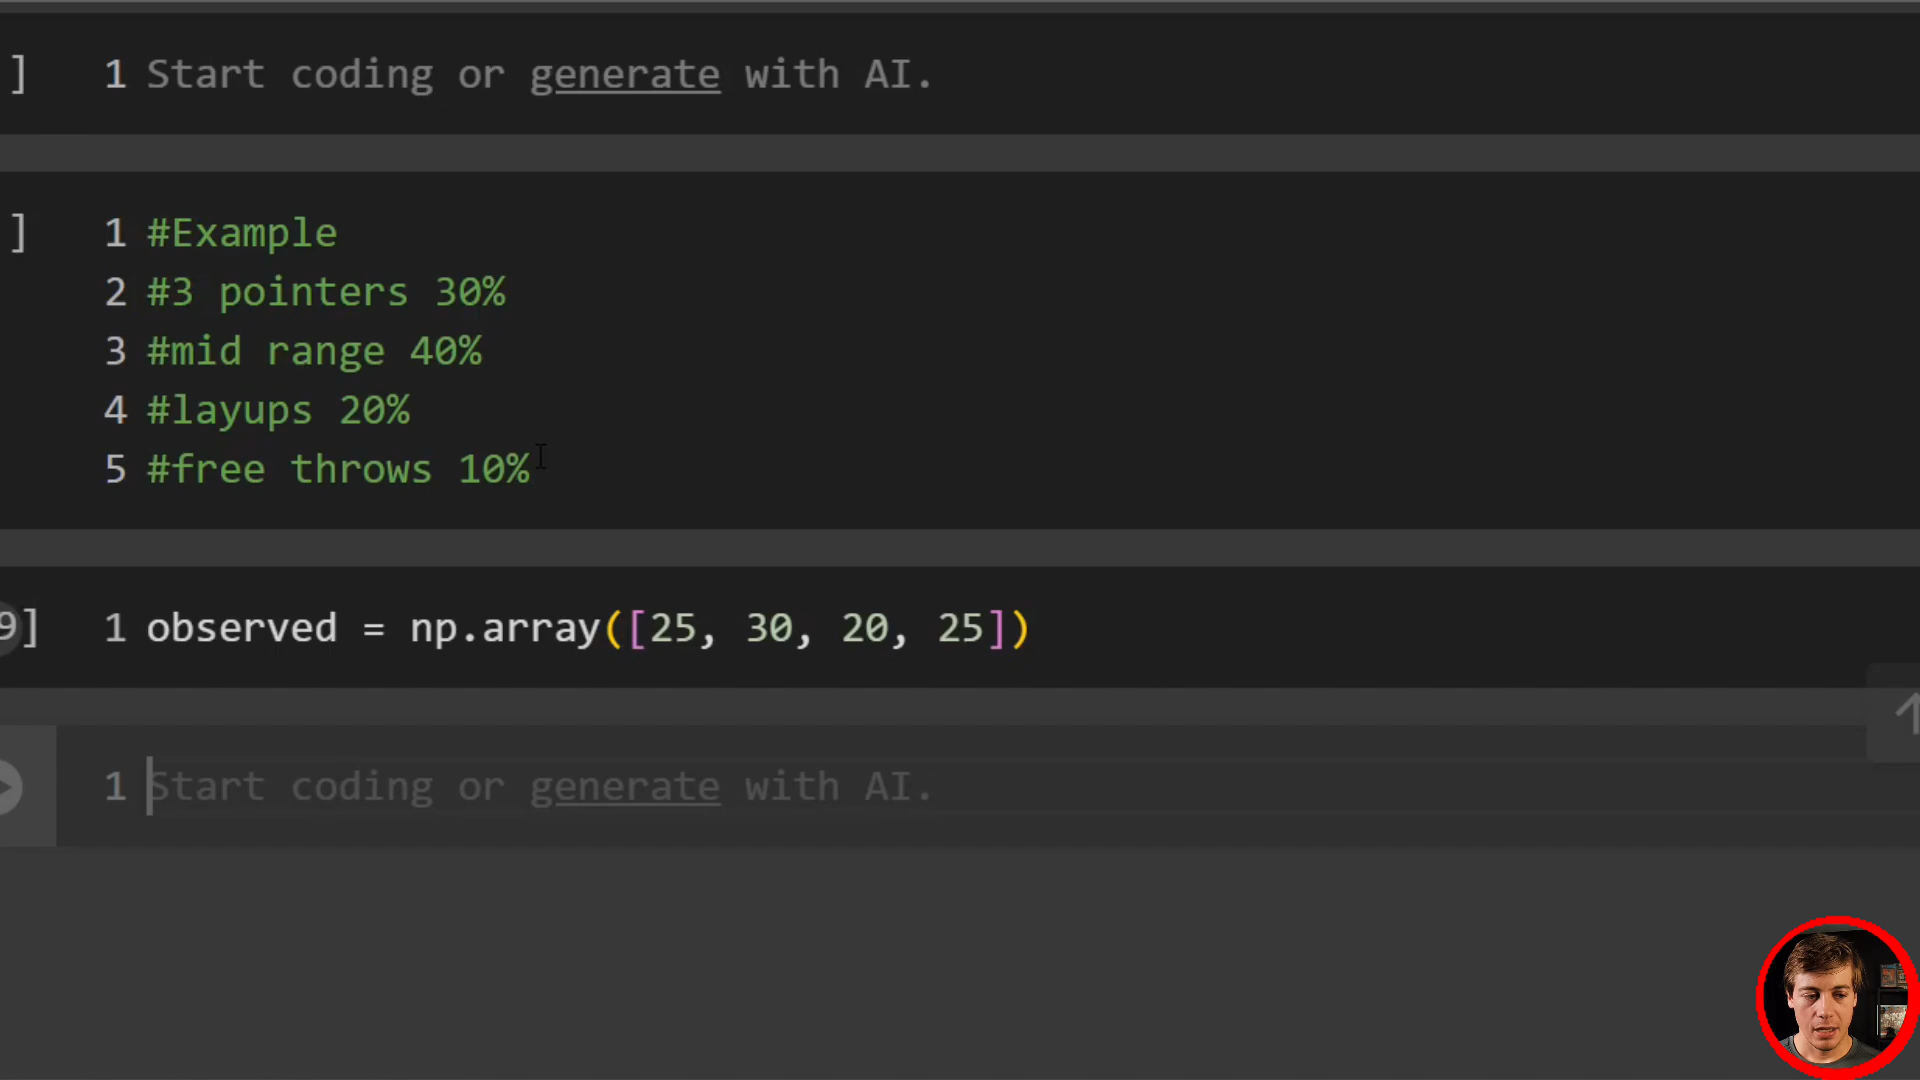 ] 1 Start coding or generate with AI.
] 1 #Example
2 #3 pointers 30%
3 #mid range 40%
4 #layups 20%
5 #free throws 10%
9] 1 observed = np.array([25, 30, 20, 25])
1 Start coding or generate with AI.